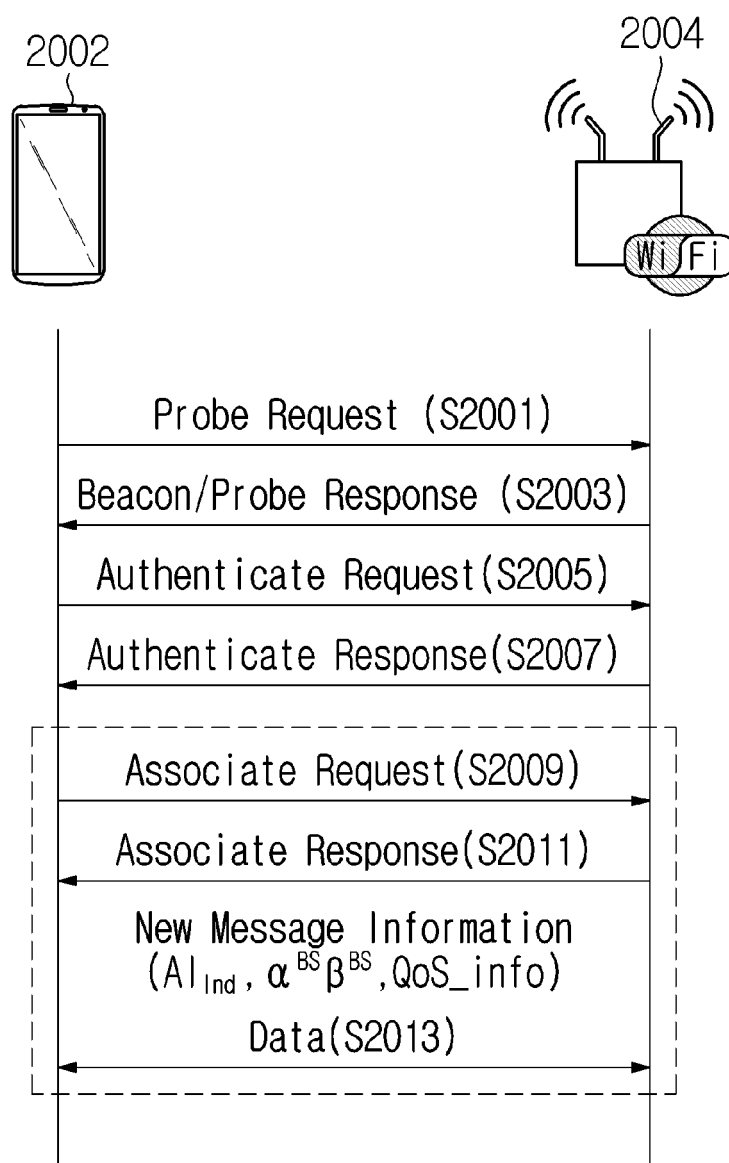 2002
2004
WiFi
Probe Request (S2001)
Beacon/Probe Response (S2003)
Authenticate Request(S2005)
Authenticate Response(S2007)
Associate Request(S2009)
Associate Response(S2011)
New Message Information
(AI_Ind, α^BS β^BS, QoS_info)
Data(S2013)